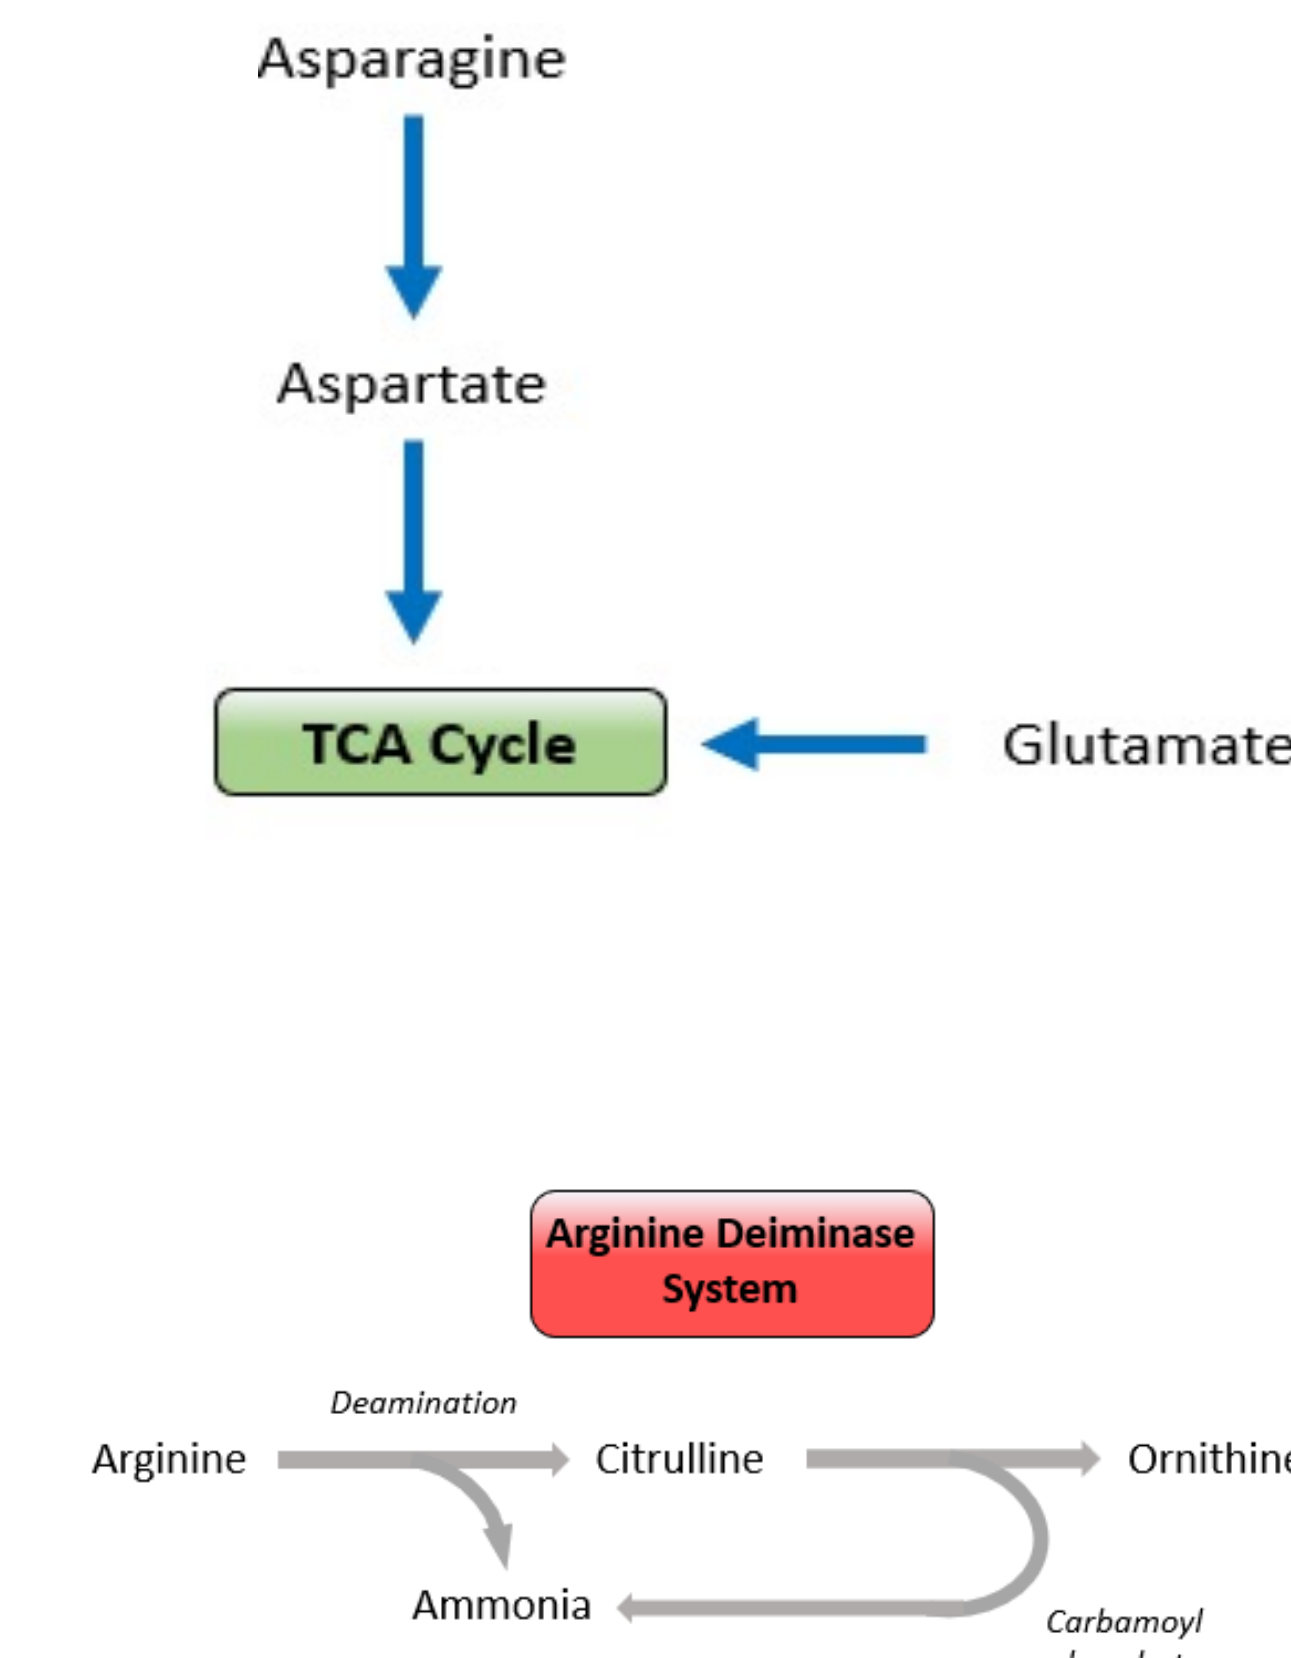 Asparagine
Aspartate
TCA Cycle
Glutamate
Arginine Deiminase
System
Deamination
Arginine
Citrulline
Ornithine
Ammonia
Carbamoyl